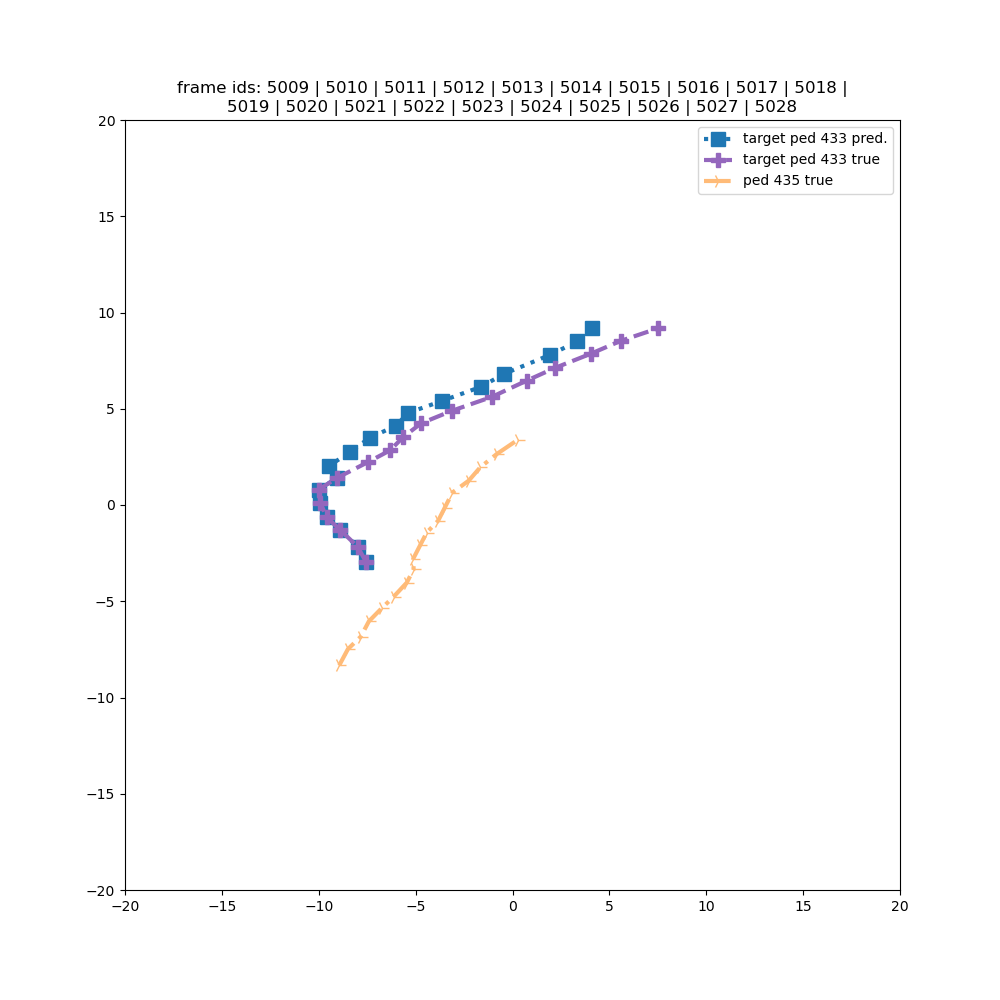 frame ids: 5009 | 5010 | 5011 | 5012 | 5013 | 5014 | 5015 | 5016 | 5017 | 5018 |
5019 | 5020 | 5021 | 5022 | 5023 | 5024 | 5025 | 5026 | 5027 | 5028
target ped 433 pred.
target ped 433 true
ped 435 true
20
15
10
5
0
−5
−10
−15
−20
−20 −15 −10 −5 0 5 10 15 20